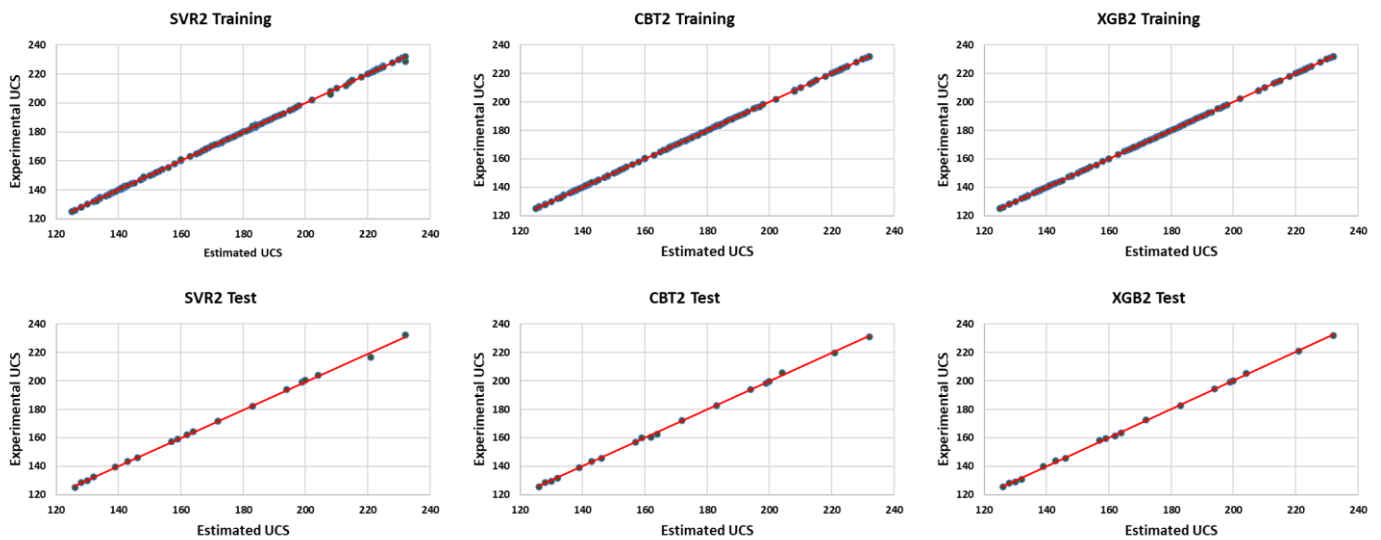 SVR2 Training
CBT2 Training
XGB2 Training
Experimental UCS
240
220
200
180
160
140
120
120 140 160 180 200 220 240
Estimated UCS
Experimental UCS
240
220
200
180
160
140
120
120 140 160 180 200 220 240
Estimated UCS
Experimental UCS
240
220
200
180
160
140
120
120 140 160 180 200 220 240
Estimated UCS
SVR2 Test
CBT2 Test
XGB2 Test
Experimental UCS
240
220
200
180
160
140
120
120 140 160 180 200 220 240
Estimated UCS
Experimental UCS
240
220
200
180
160
140
120
120 140 160 180 200 220 240
Estimated UCS
Experimental UCS
240
220
200
180
160
140
120
120 140 160 180 200 220 240
Estimated UCS